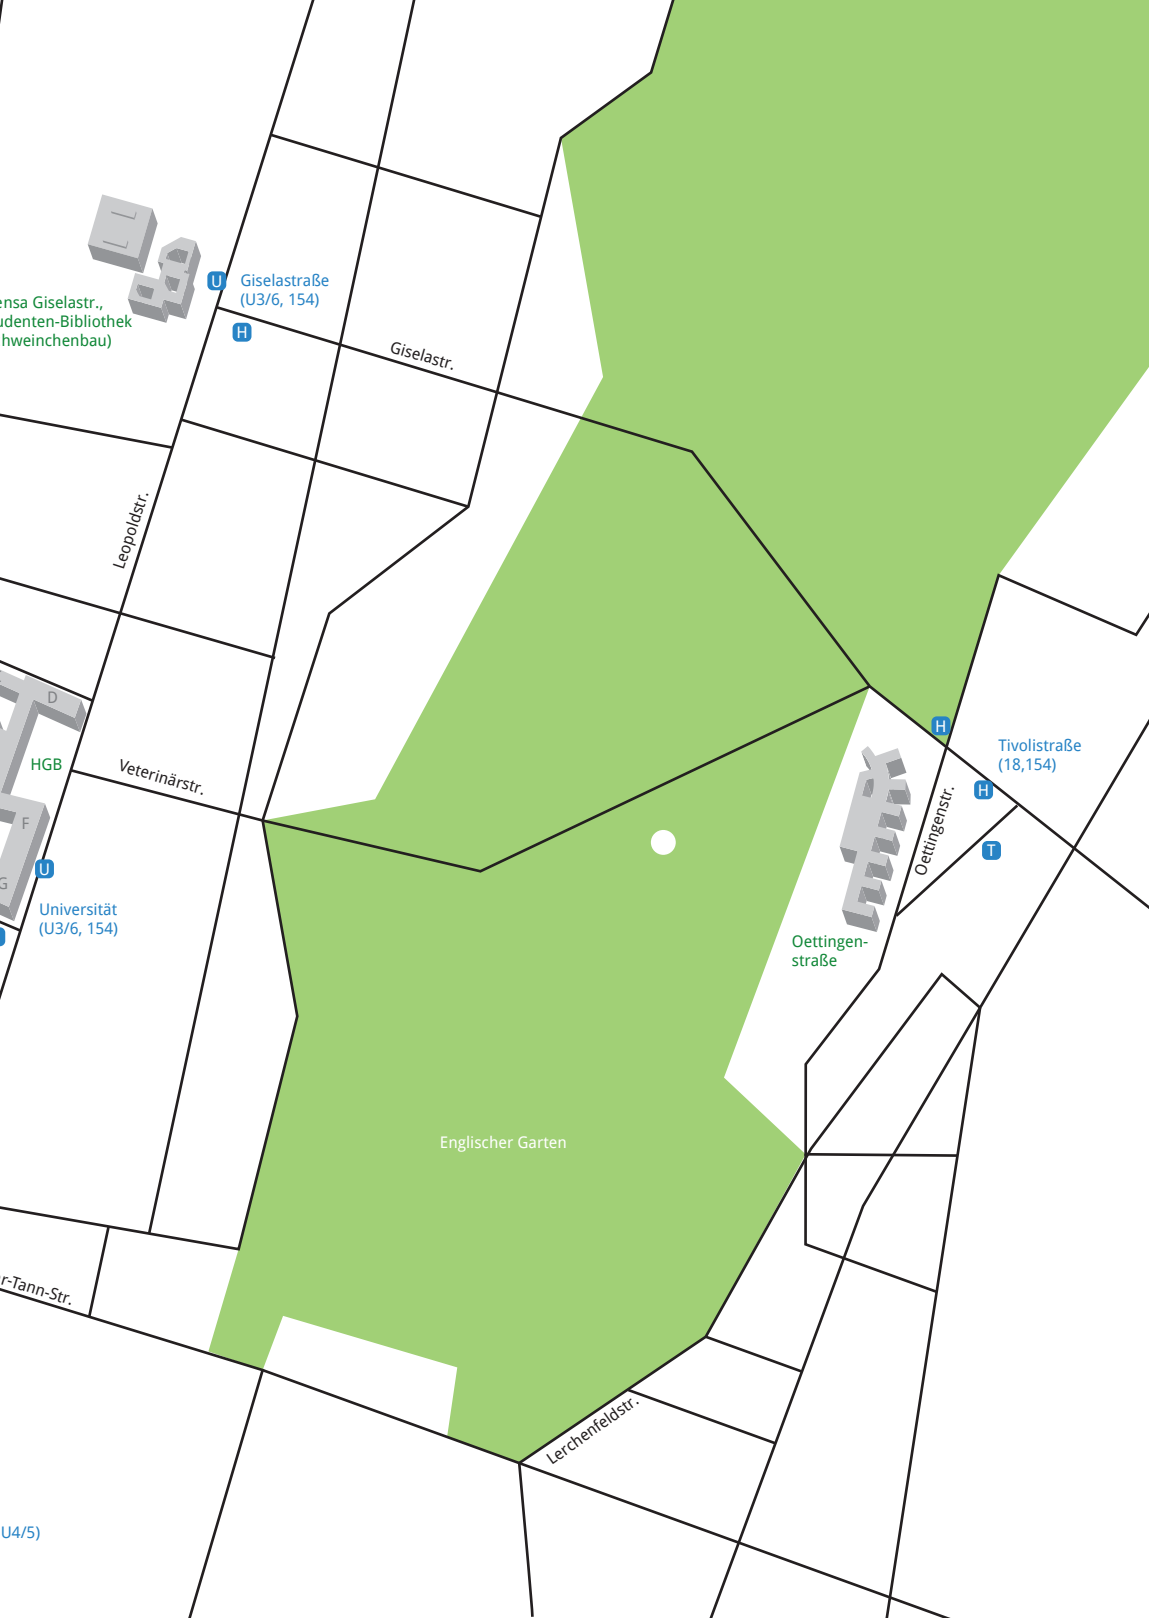 U
Giselastraße
(U3/6, 154)
ensa Giselastr.,
udenten-Bibliothek
hweinchenbau)
H
Giselastr.
Leopoldstr.
D
HGB
Veterinärstr.
H
Tivolistraße
(18,154)
H
Oettingenstr.
F
T
U
G
Universität
(U3/6, 154)
Oettingen-
straße
Englischer Garten
r-Tann-Str.
Lerchenfeldstr.
U4/5)